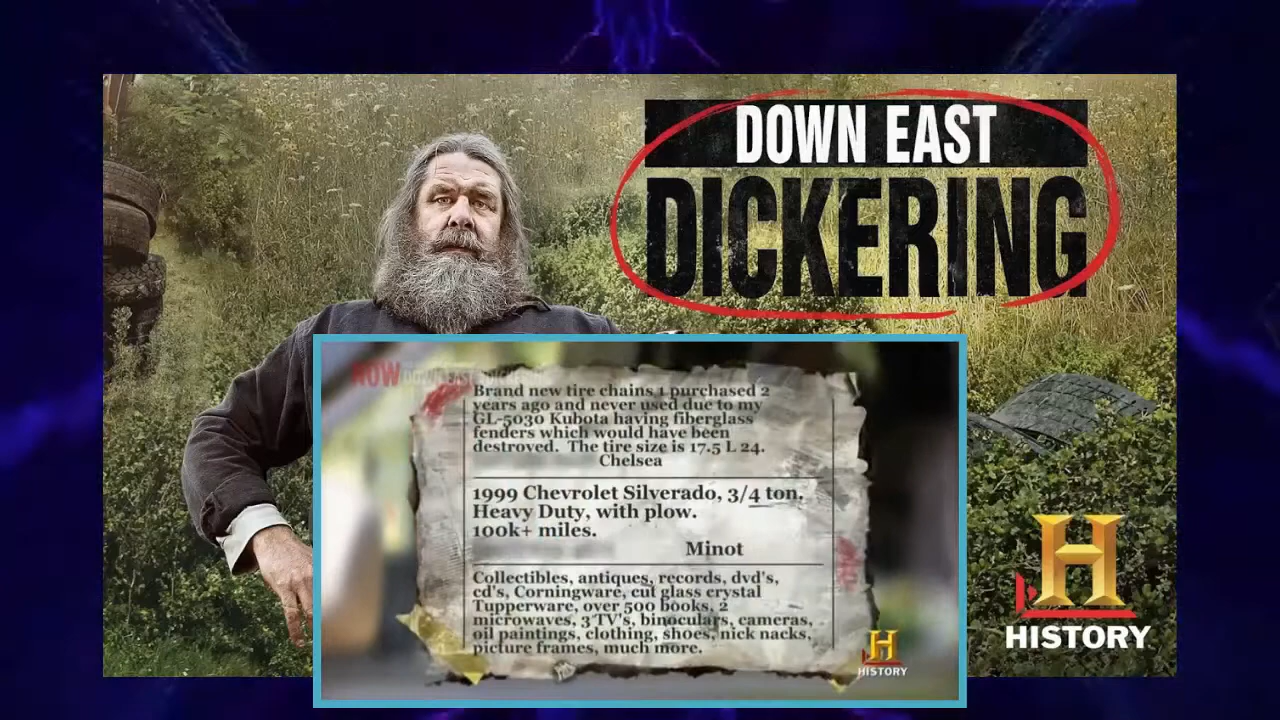 DOWN EAST
DICKERING
NOW
Brand new tire chains I purchased 2
years ago and never used due to my
GL-5030 Kubota having fiberglass
fenders which would have been
destroyed. The tire size is 17.5 L 24.
Chelsea
1999 Chevrolet Silverado, 3/4 ton.
Heavy Duty, with plow.
100k+ miles.
Minot
Collectibles, antiques, records, dvd's,
cd's, Corningware, cut glass crystal
Tupperware, over 500 books, 2
microwaves, 3 TV's, binoculars, cameras,
oil paintings, clothing, shoes, nick nacks,
picture frames, much more.
H
HISTORY
H
HISTORY